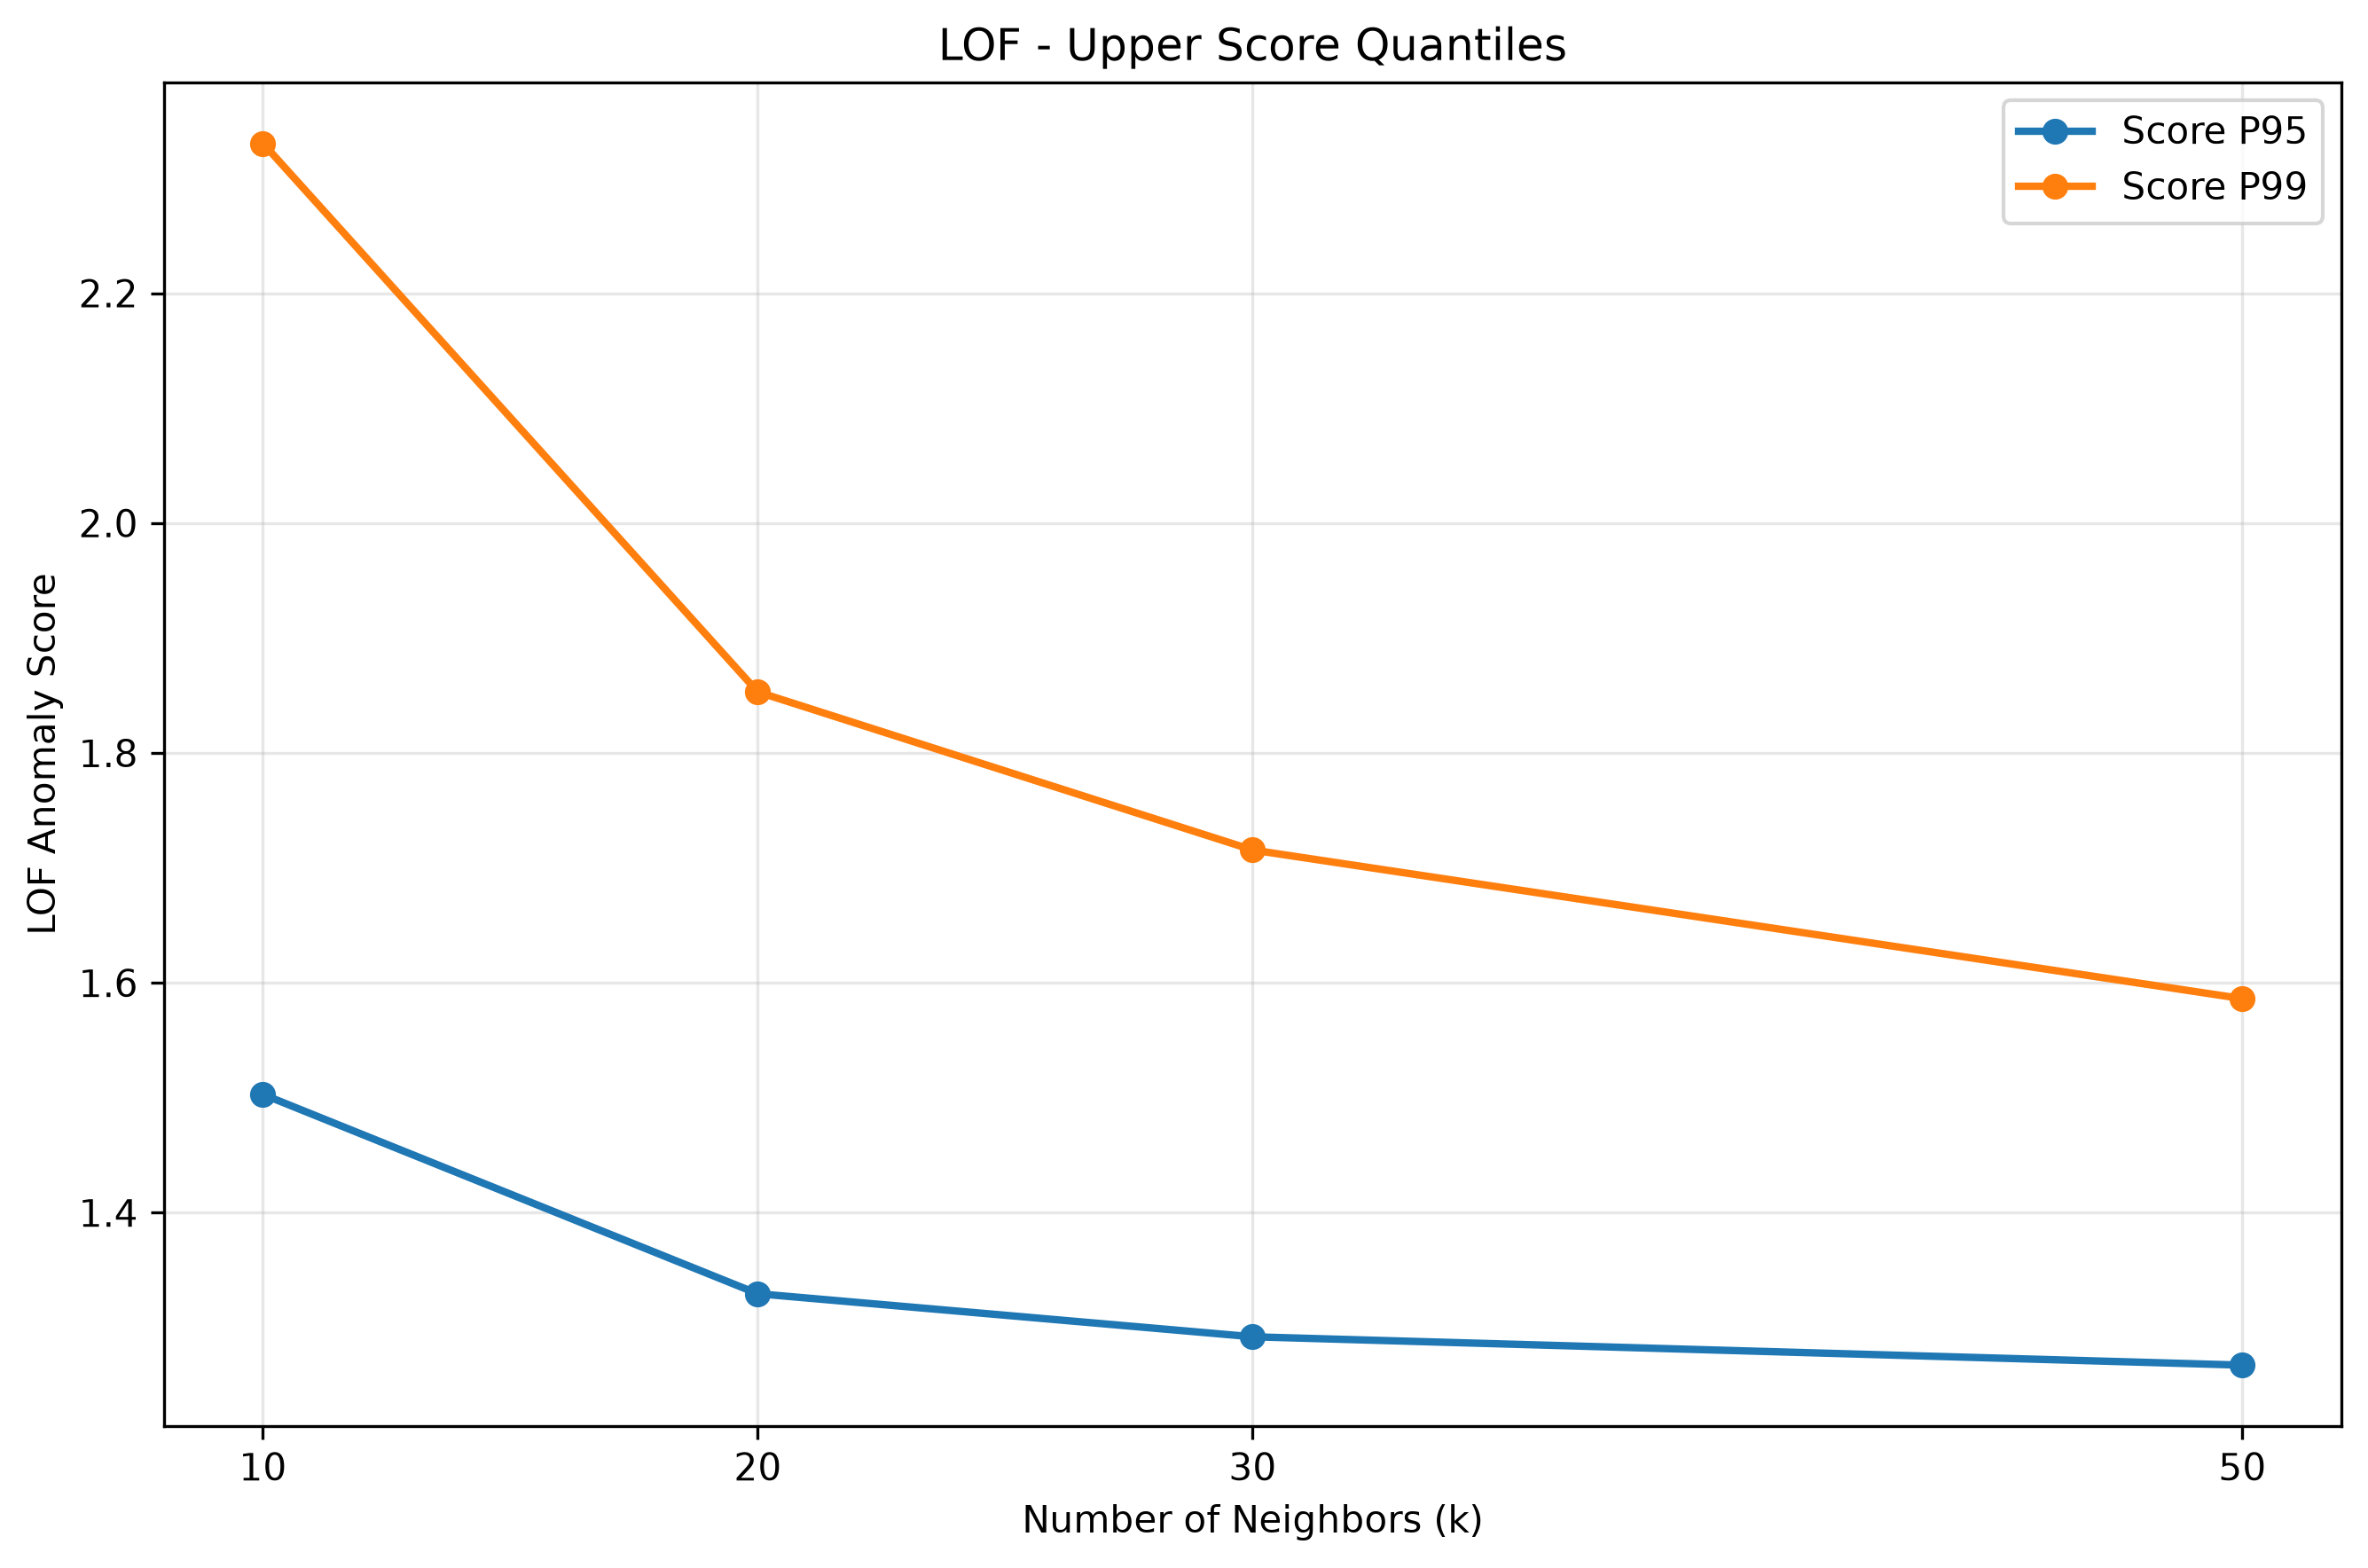 LOF - Upper Score Quantiles
Score P95
Score P99
LOF Anomaly Score
2.2
2.0
1.8
1.6
1.4
10 20 30 50
Number of Neighbors (k)